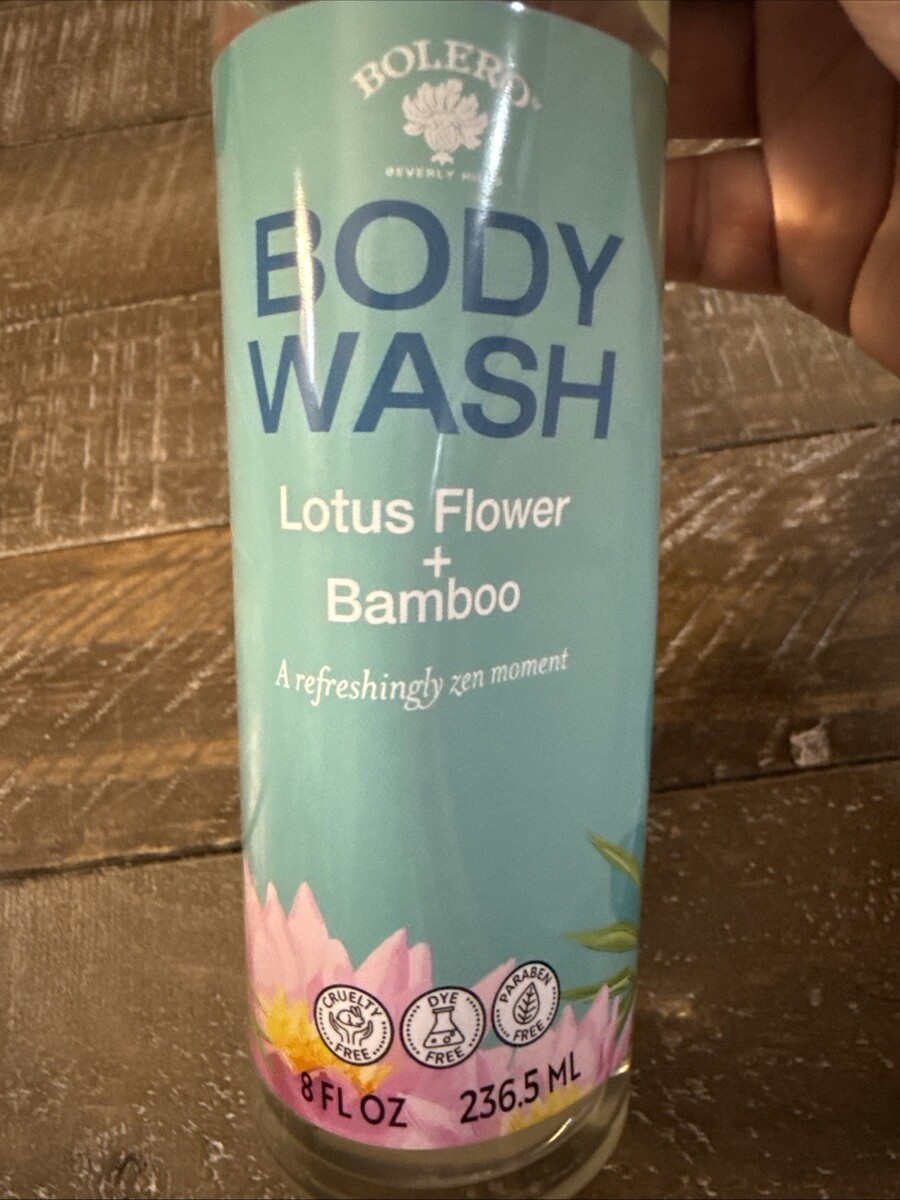 BOLERO
BEVERLY HILLS
BODY
WASH
Lotus Flower
+
Bamboo
A refreshingly zen moment
CRUELTY
FREE
DYE
FREE
PARABEN
FREE
8 FL OZ 236.5 ML